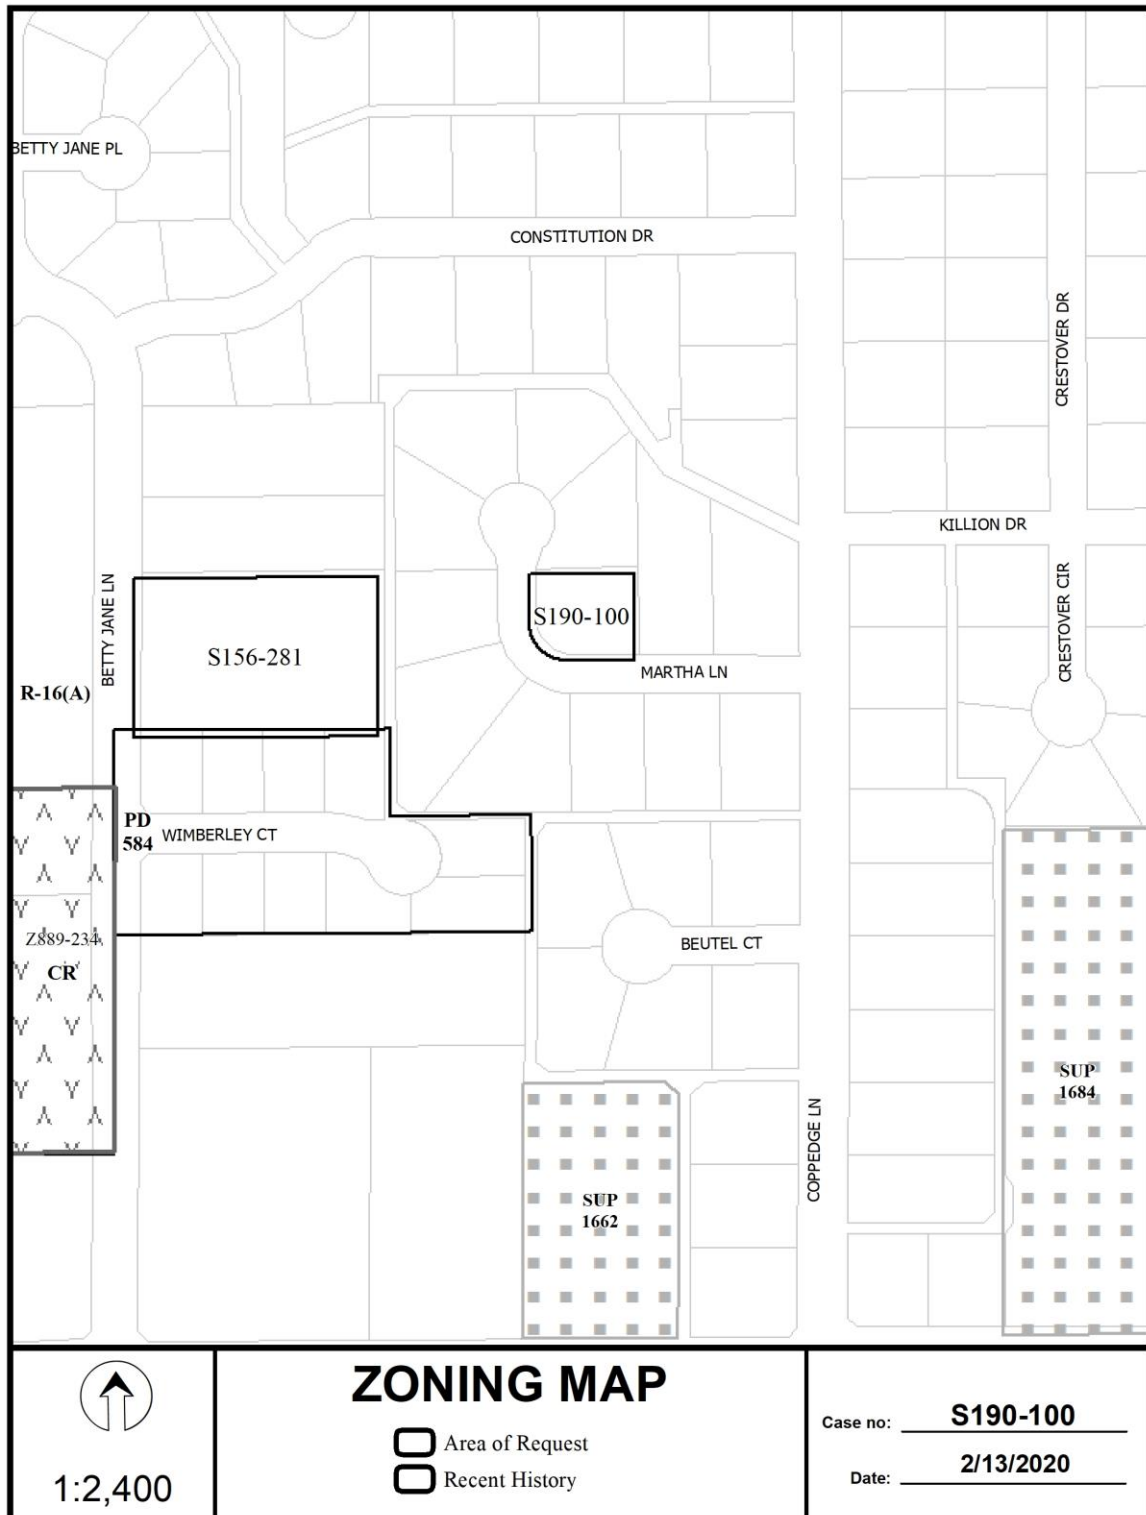 BETTY JANE PL
CONSTITUTION DR
CRESTOVER DR
KILLION DR
BETTY JANE LN
CRESTOVER CIR
S190-100
S156-281
MARTHA LN
R-16(A)
PD
584
WIMBERLEY CT
Z889-234
CR
BEUTEL CT
SUP
1684
COPPEDGE LN
SUP
1662
1:2,400
ZONING MAP
Area of Request
Recent History
Case no: S190-100
Date: 2/13/2020